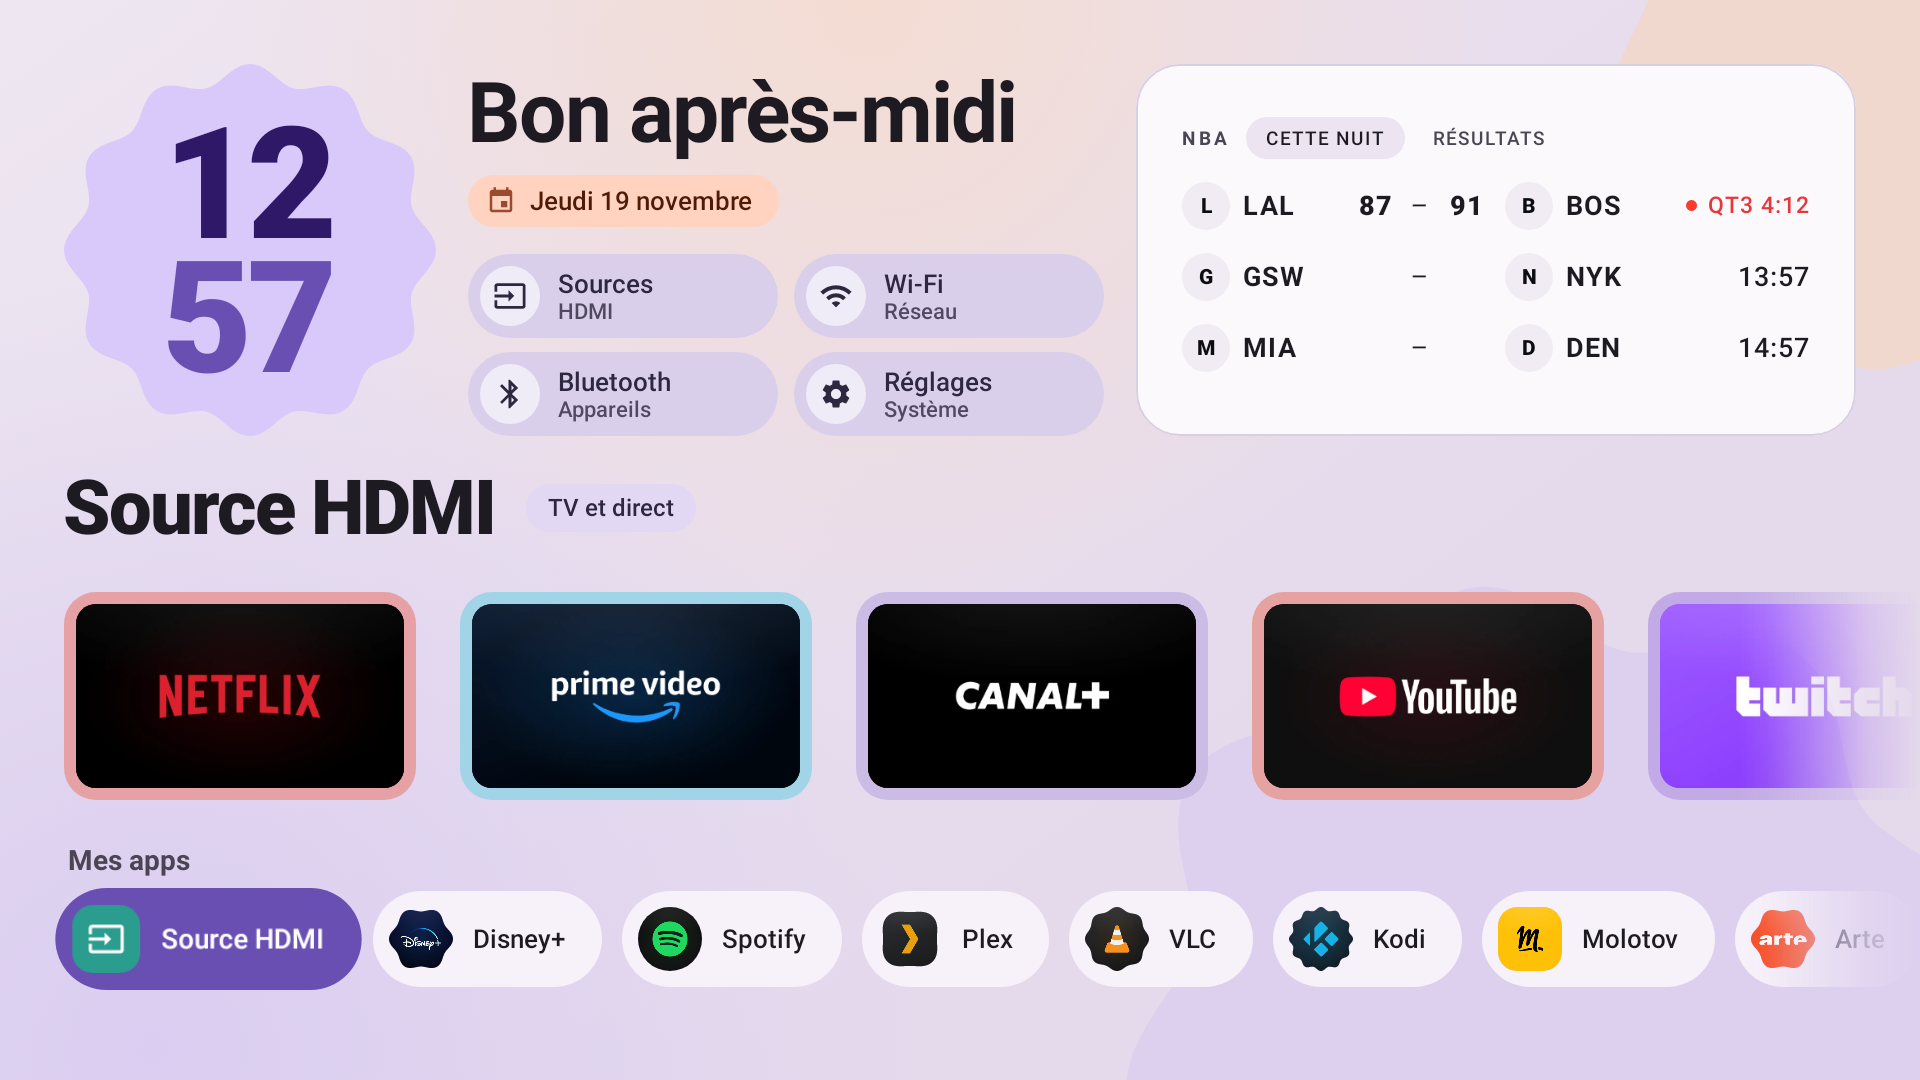 12
57
Bon après-midi
Jeudi 19 novembre
Sources
HDMI
Wi-Fi
Réseau
Bluetooth
Appareils
Réglages
Système
NBA CETTE NUIT RÉSULTATS
L LAL 87 – 91 B BOS QT3 4:12
G GSW – N NYK 13:57
M MIA – D DEN 14:57
Source HDMI TV et direct
NETFLIX
prime video
CANAL+
YouTube
twitch
Mes apps
Source HDMI
Disney+ Disney+
Spotify
Plex
VLC
Kodi
M Molotov
arte Arte